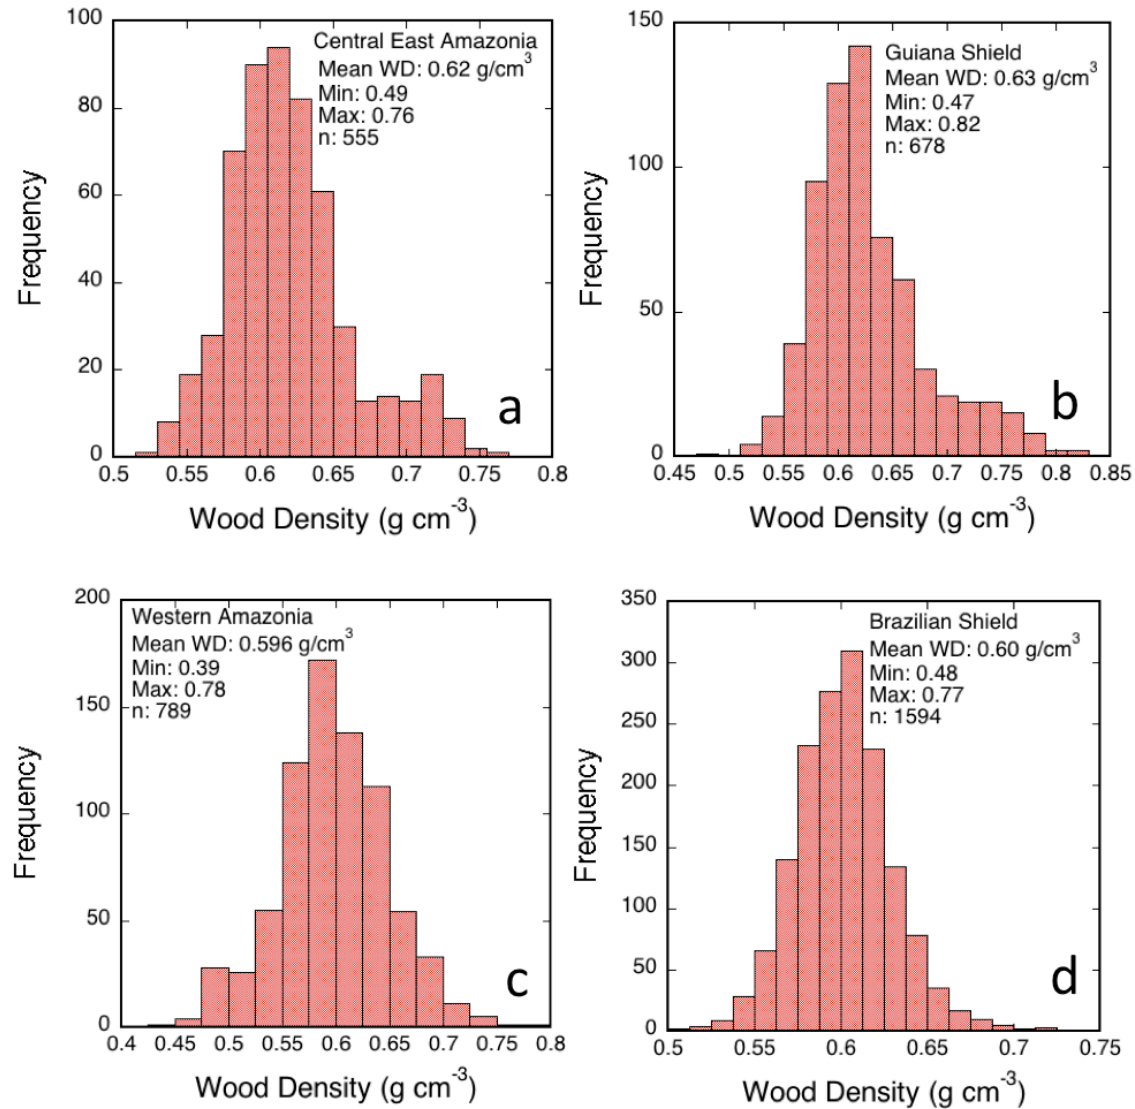 100
80
60
40
20
0
Frequency
Central East Amazonia
Mean WD: 0.62 g/cm³
Min: 0.49
Max: 0.76
n: 555
a
0.5 0.55 0.6 0.65 0.7 0.75 0.8
Wood Density (g cm⁻³)
150
100
50
0
Frequency
Guiana Shield
Mean WD: 0.63 g/cm³
Min: 0.47
Max: 0.82
n: 678
b
0.45 0.5 0.55 0.6 0.65 0.70 0.75 0.8 0.85
Wood Density (g cm⁻³)
200
150
100
50
0
Frequency
Western Amazonia
Mean WD: 0.596 g/cm³
Min: 0.39
Max: 0.78
n: 789
c
0.4 0.45 0.5 0.55 0.6 0.65 0.7 0.75 0.8
Wood Density (g cm⁻³)
350
300
250
200
150
100
50
0
Frequency
Brazilian Shield
Mean WD: 0.60 g/cm³
Min: 0.48
Max: 0.77
n: 1594
d
0.5 0.55 0.6 0.65 0.7 0.75
Wood Density (g cm⁻³)